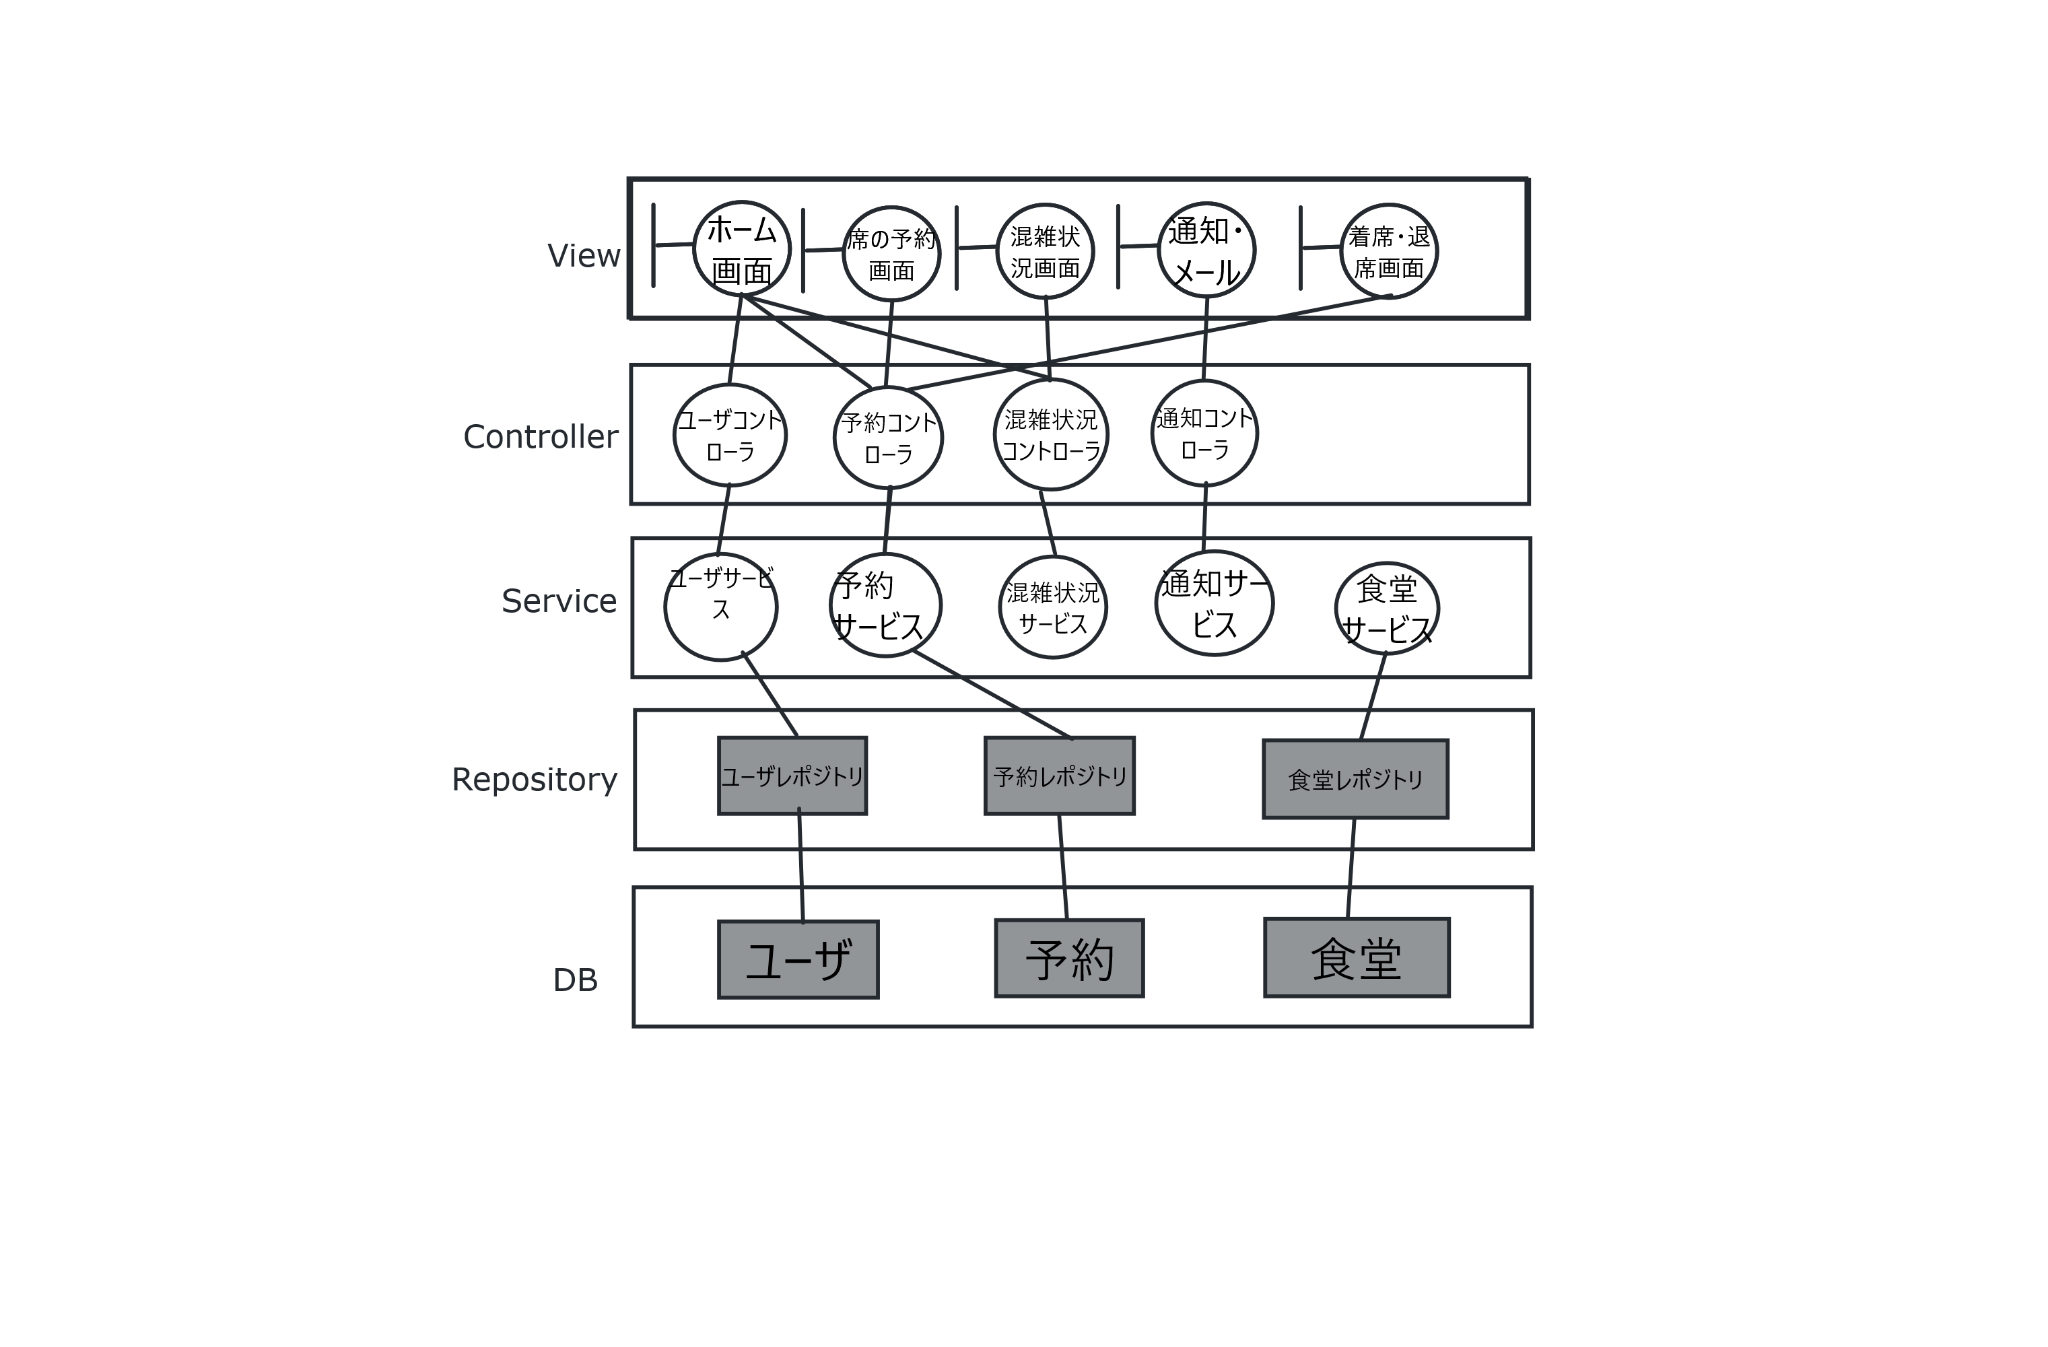 View
ホーム
画面
席の予約
画面
混雑状
況画面
通知・
メール
着席・退
席画面
Controller
ユーザコント
ローラ
予約コント
ローラ
混雑状況
コントローラ
通知コント
ローラ
Service
ユーザサービ
ス
予約
サービス
混雑状況
サービス
通知サー
ビス
食堂
サービス
Repository
ユーザレポジトリ
予約レポジトリ
食堂レポジトリ
DB
ユーザ
予約
食堂